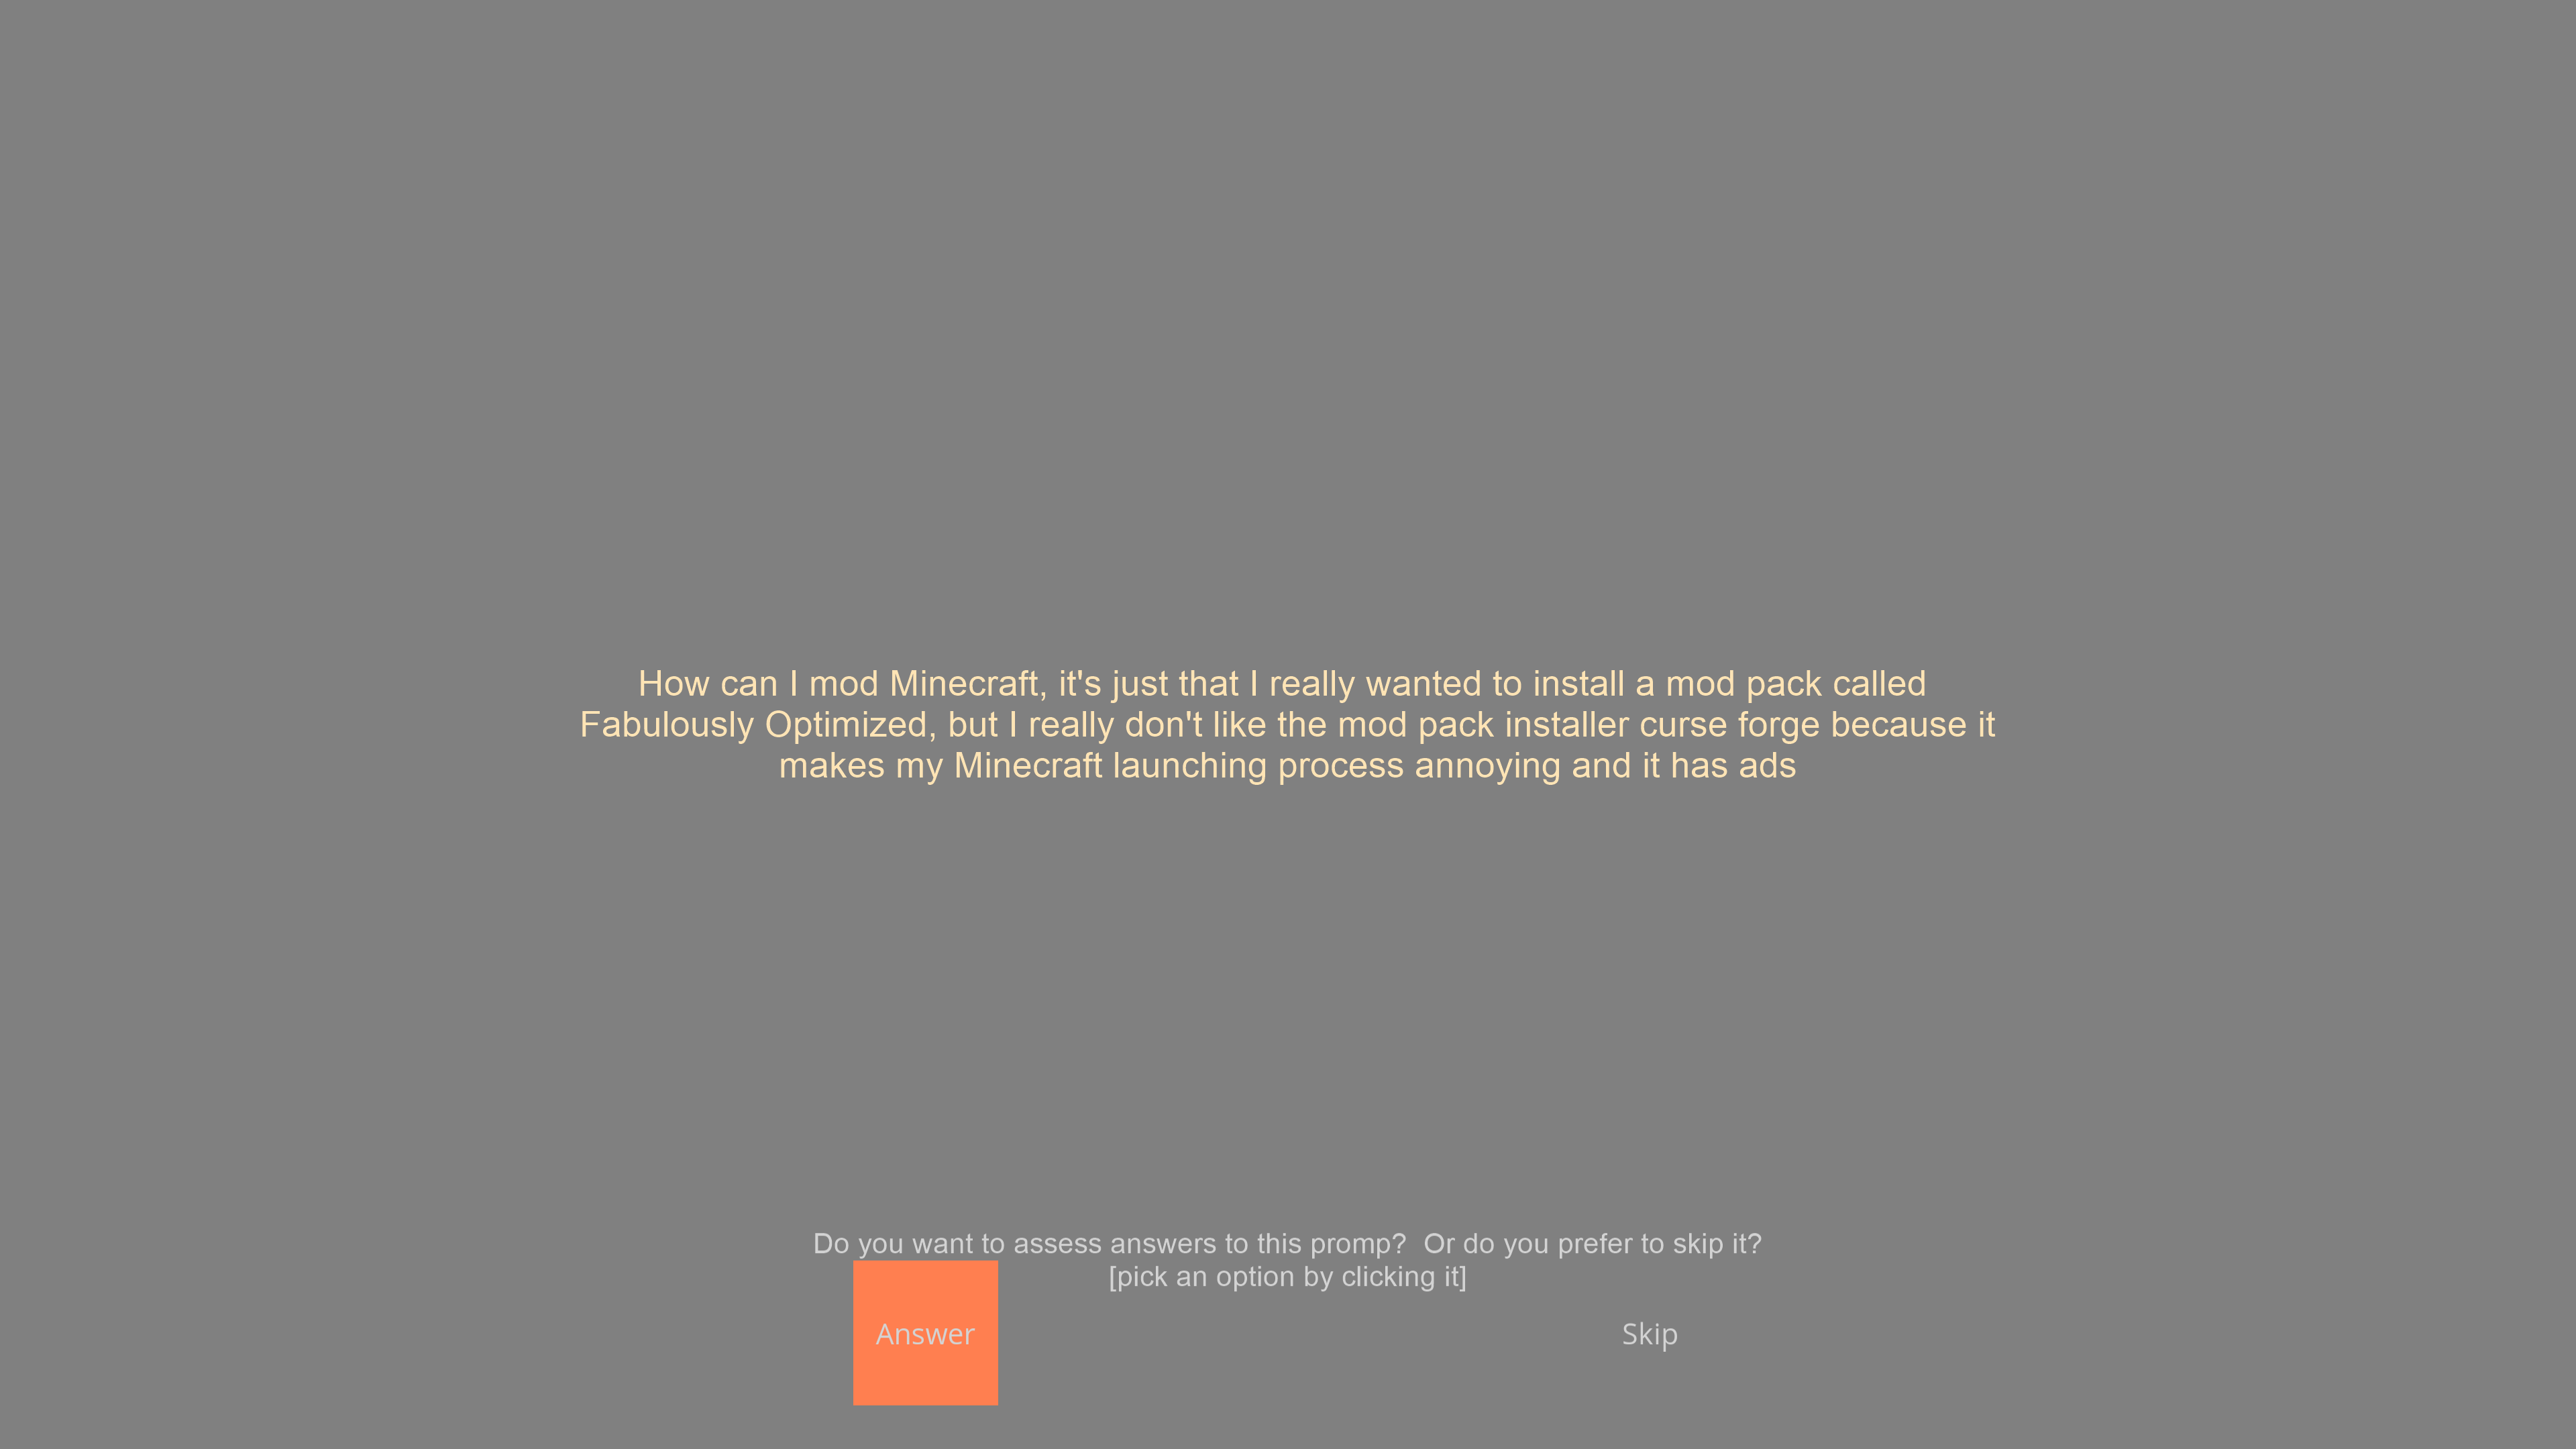 How can I mod Minecraft, it's just that I really wanted to install a mod pack called
Fabulously Optimized, but I really don't like the mod pack installer curse forge because it
makes my Minecraft launching process annoying and it has ads
Do you want to assess answers to this promp?  Or do you prefer to skip it?
[pick an option by clicking it]
Answer
Skip